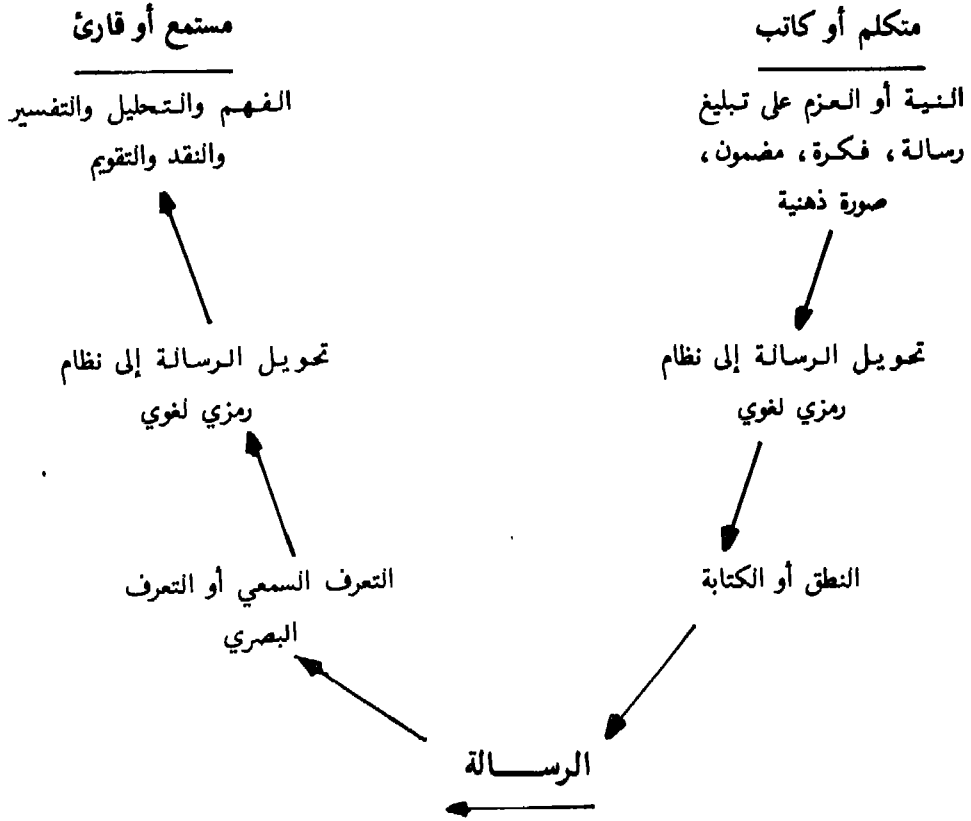 متكلم أو كاتب
النية أو العزم على تبليغ
رسالة، فكرة، مضمون،
صورة ذهنية
تحويل الرسالة إلى نظام
رمزي لغوي
النطق أو الكتابة
الرســـالة
التعرف السمعي أو التعرف
البصري
تحويل الرسالة إلى نظام
رمزي لغوي
مستمع أو قارئ
الفهم والتحليل والتفسير
والنقد والتقويم